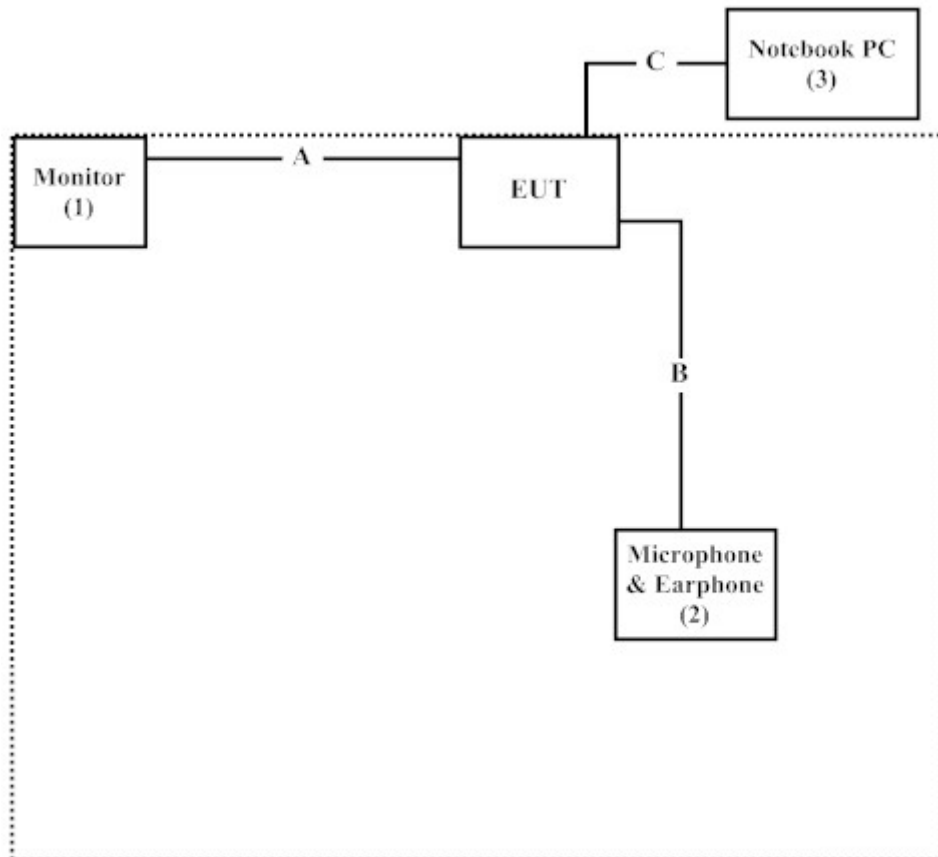 Notebook PC
(3)
C
A
Monitor
(1)
EUT
B
Microphone
& Earphone
(2)